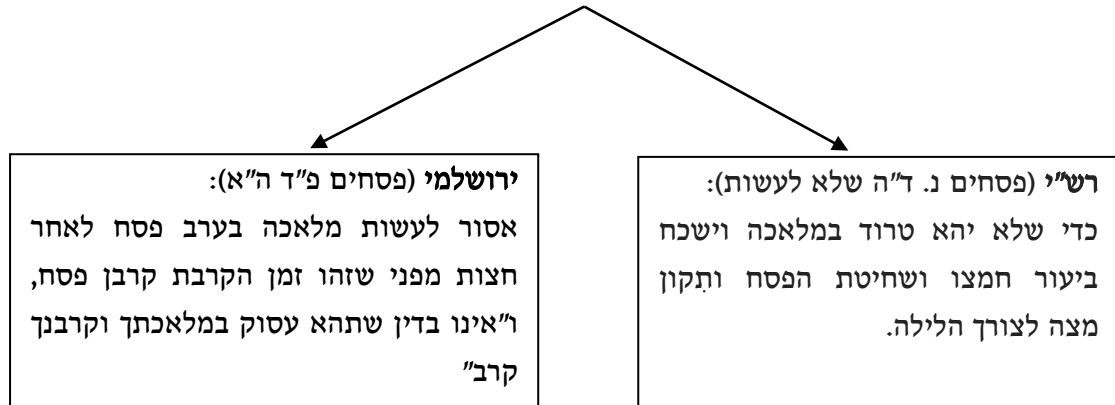 רש"י (פסחים נ. ד"ה שלא לעשות):
כדי שלא יהא טרוד במלאכה וישכח
ביעור חמצו ושחיטת הפסח ותִקון
מצה לצורך הלילה.
ירושלמי (פסחים פ"ד ה"א):
אסור לעשות מלאכה בערב פסח לאחר
חצות מפני שזהו זמן הקרבת קרבן פסח,
ו"אינו בדין שתהא עסוק במלאכתך וקרבנך
קרב"